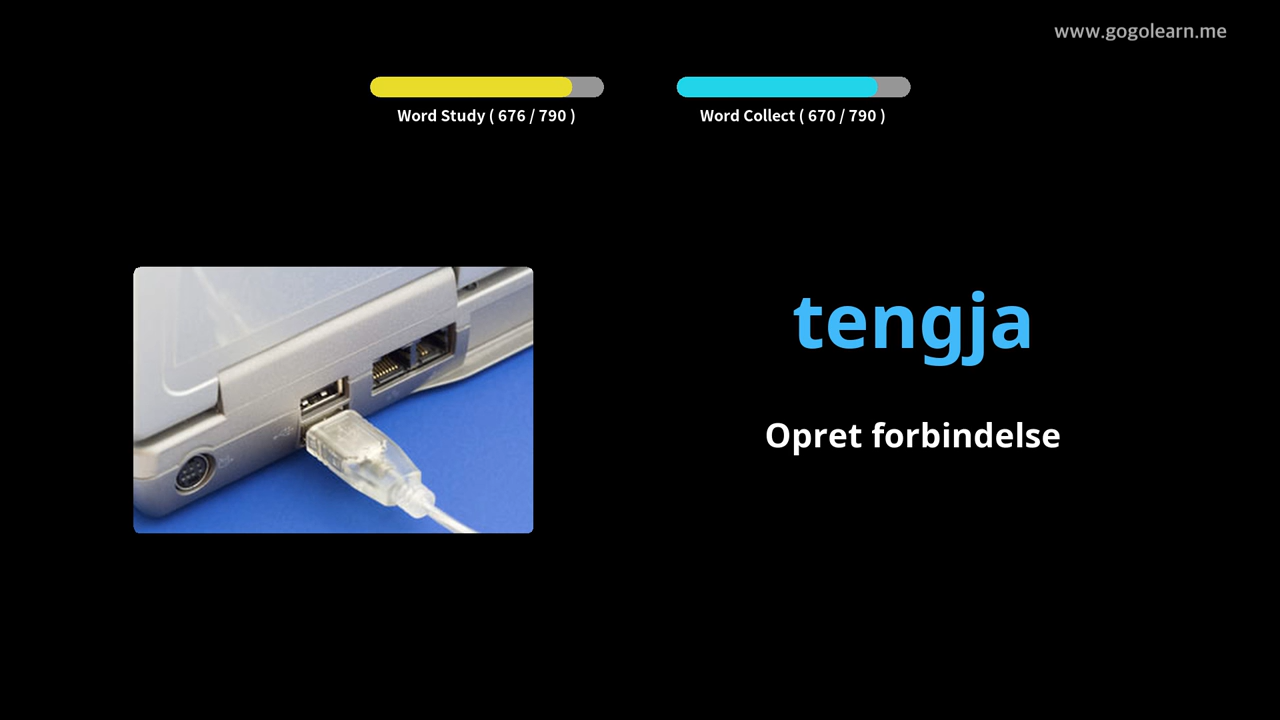 www.gogolearn.me
Word Study ( 676 / 790 )
Word Collect ( 670 / 790 )
tengja
Opret forbindelse